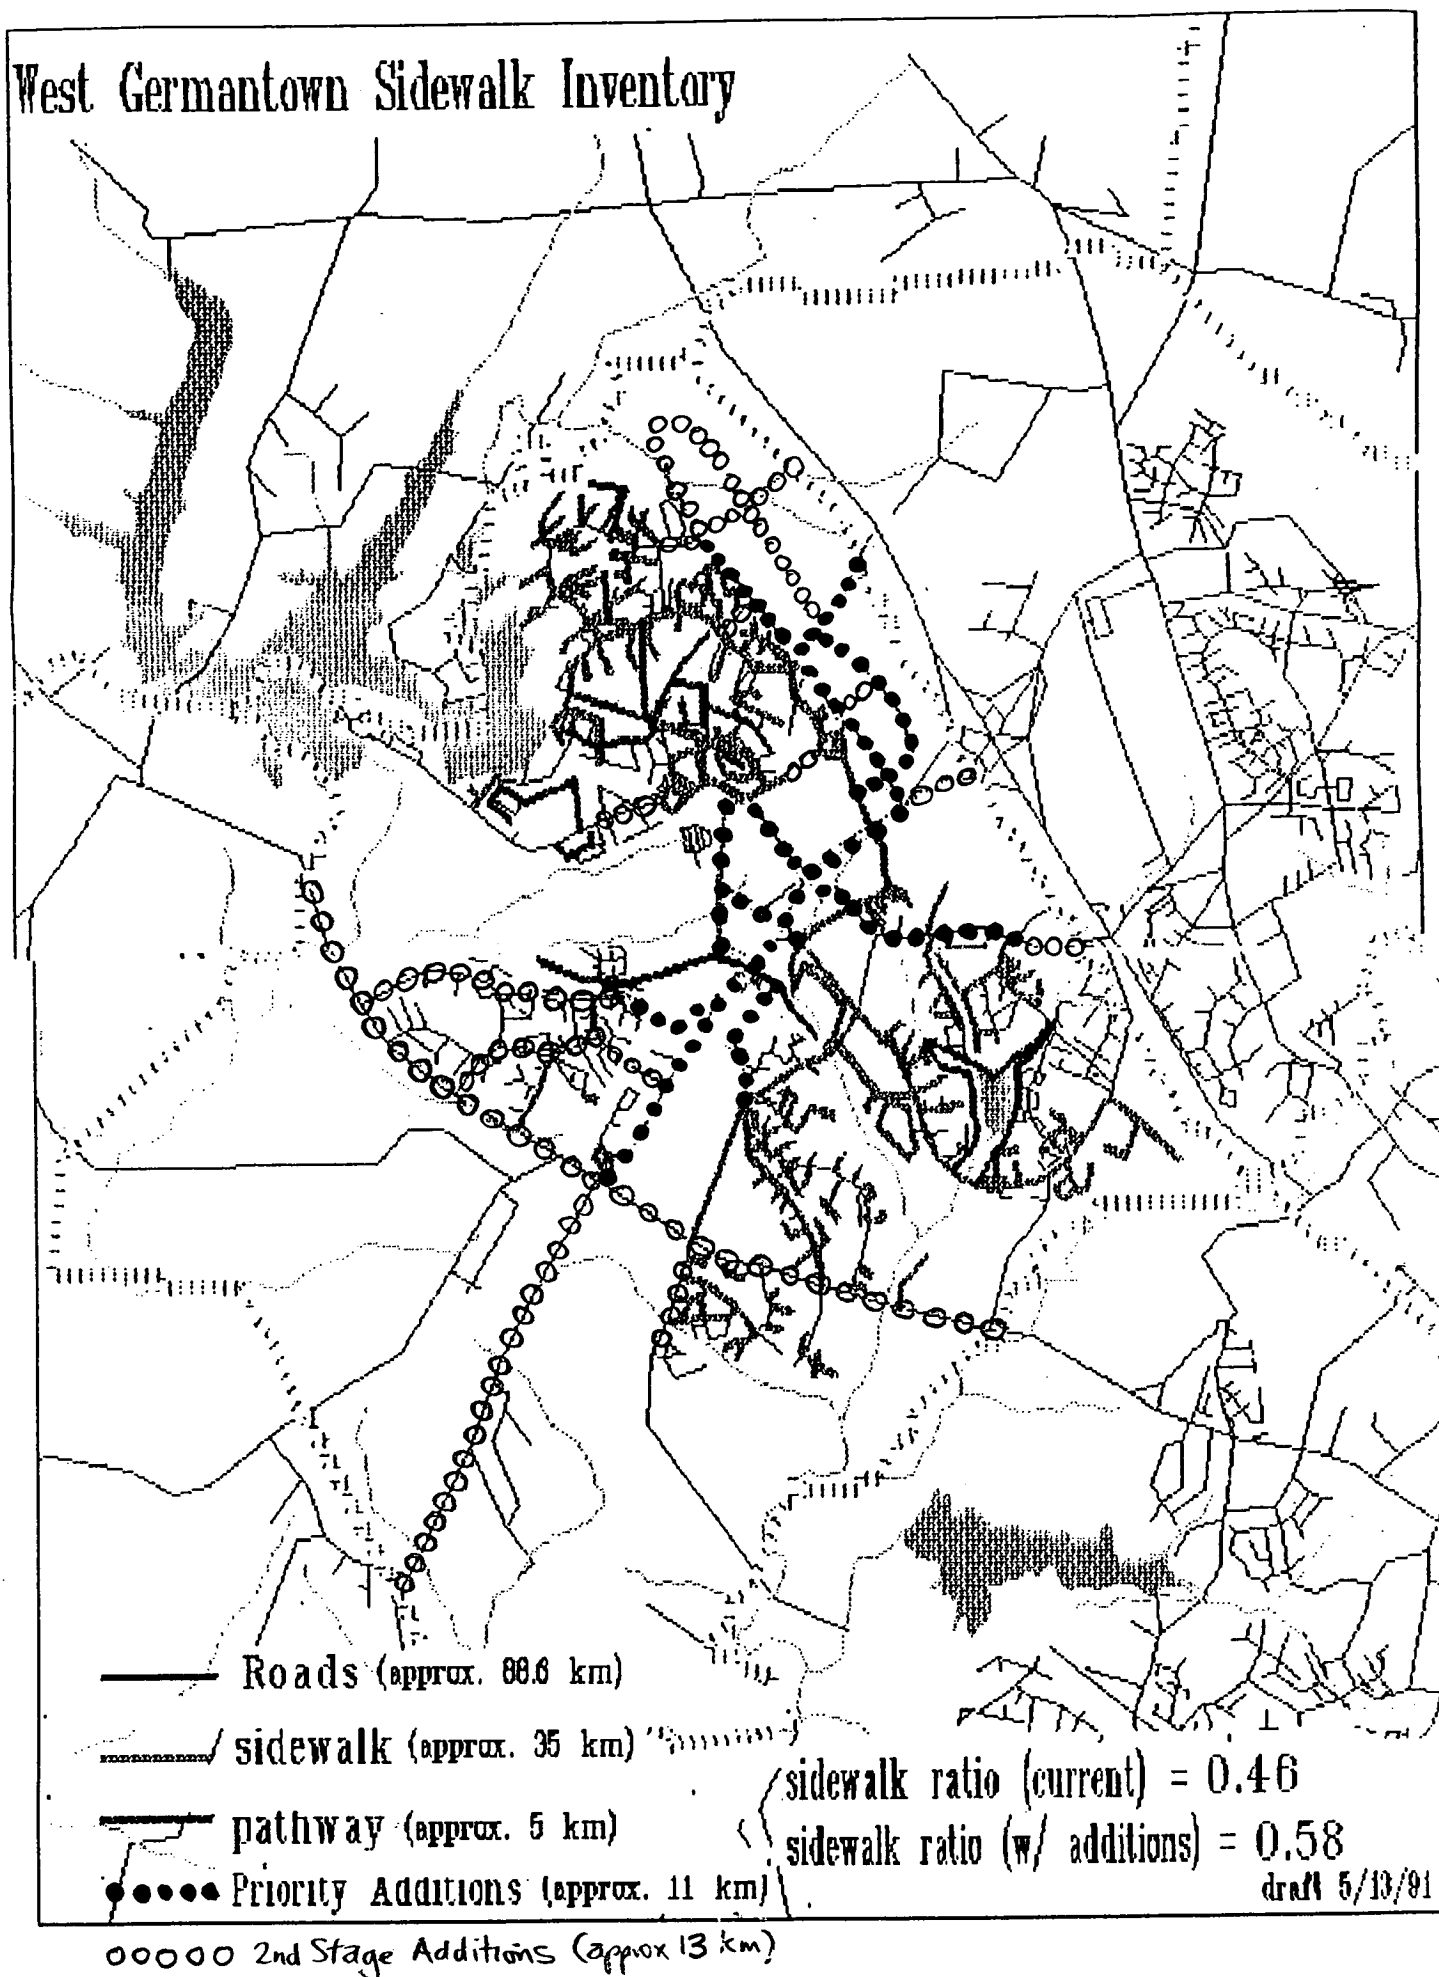 West Germantown Sidewalk Inventory
Roads (approx. 88.6 km)
sidewalk (approx. 35 km)
pathway (approx. 5 km)
Priority Additions (approx. 11 km)
sidewalk ratio (current) = 0.46
sidewalk ratio (w/ additions) = 0.58
draft 5/13/91
2nd Stage Additions (approx 13 km)